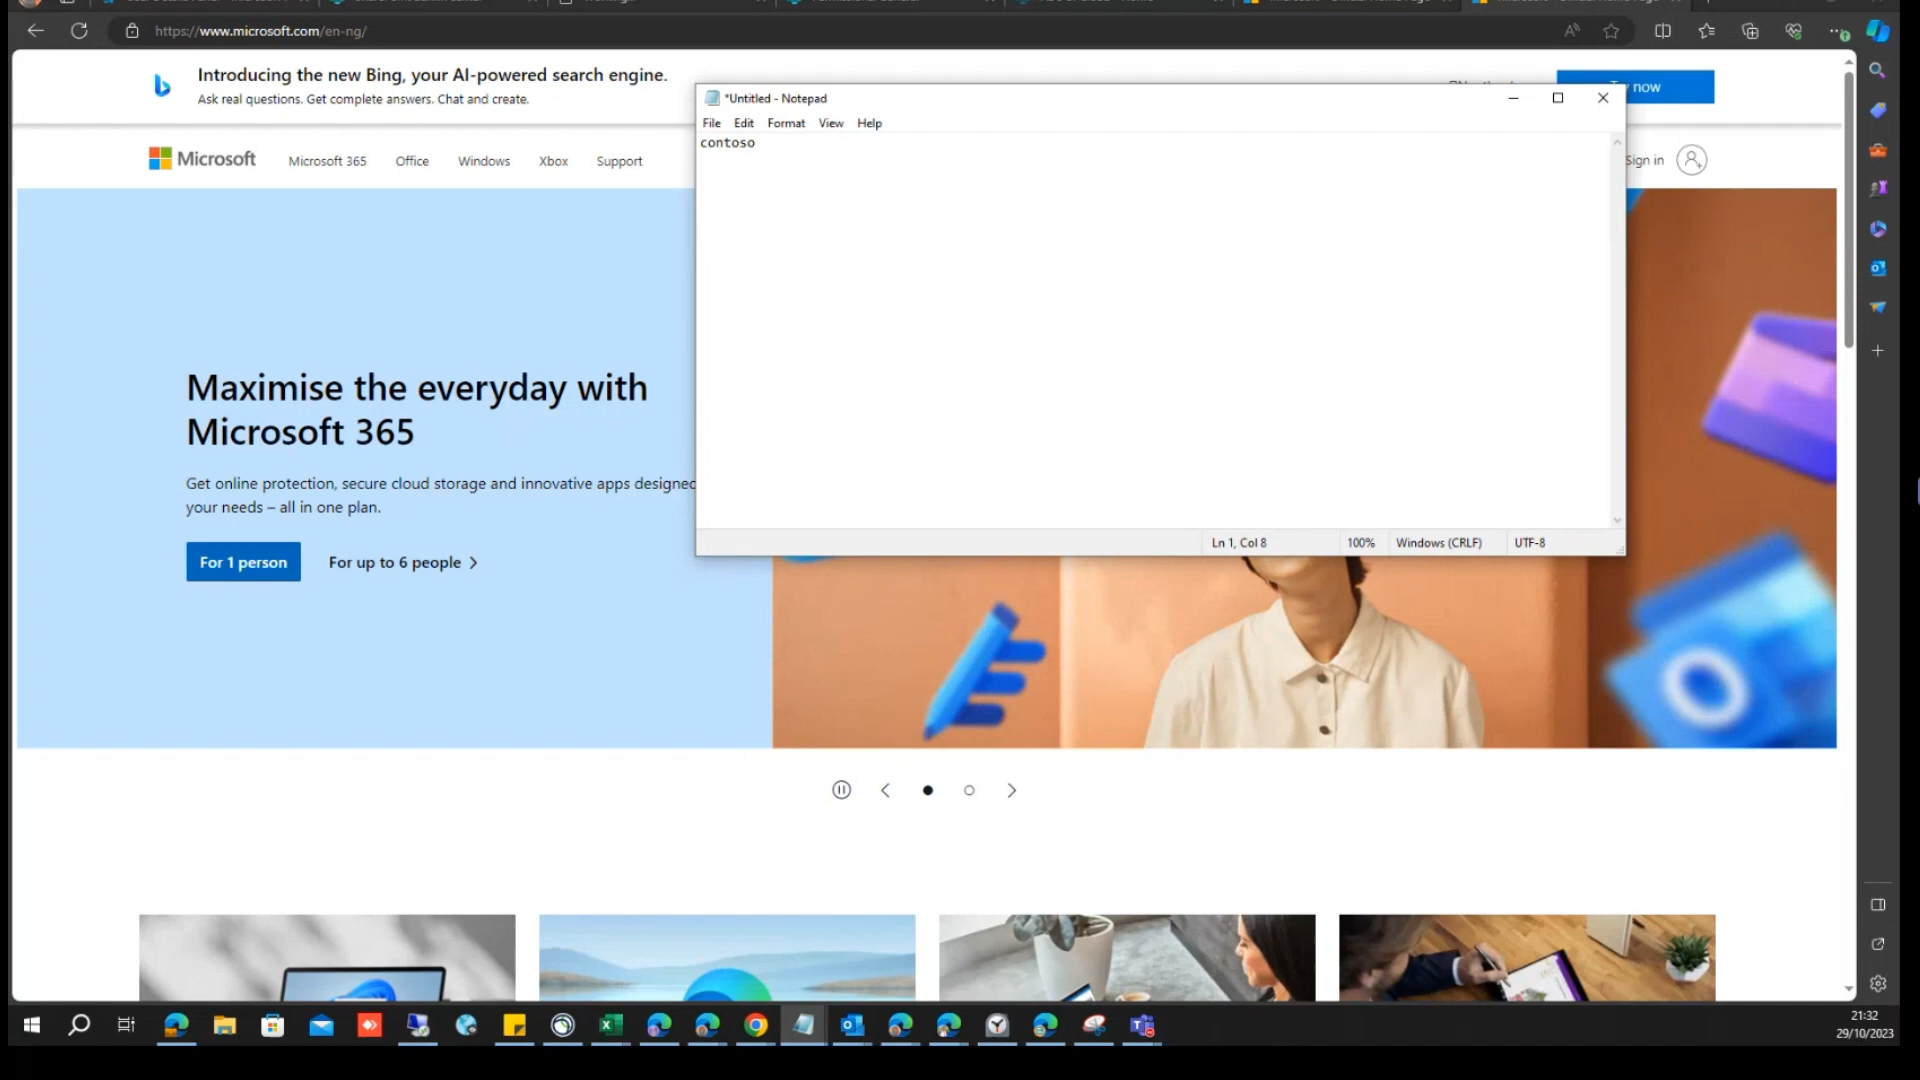 https://www.microsoft.com/en-ng/
Introducing the new Bing, your AI-powered search engine.
Ask real questions. Get complete answers. Chat and create.
now
*Untitled - Notepad
File Edit Format View Help
contoso
Microsoft
Microsoft 365 Office Windows Xbox Support
Sign in
Maximise the everyday with
Microsoft 365
Get online protection, secure cloud storage and innovative apps designed
your needs – all in one plan.
For 1 person
For up to 6 people
Ln 1, Col 8 100% Windows (CRLF) UTF-8
21:32
29/10/2023